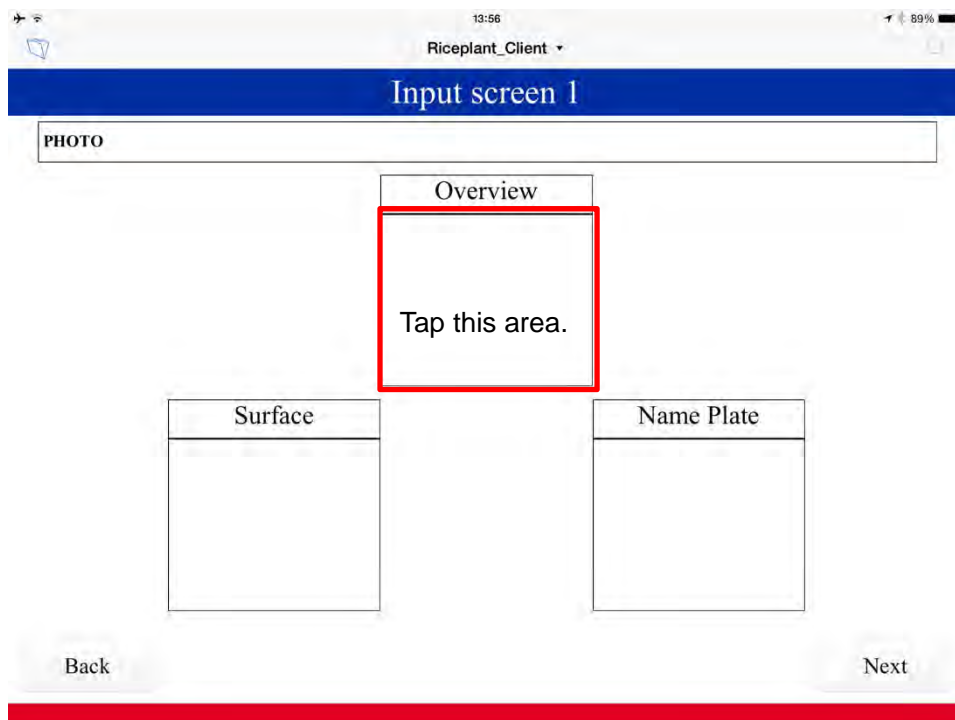 13:56
89%
Riceplant_Client
Input screen 1
PHOTO
Overview
Tap this area.
Surface
Name Plate
Back
Next